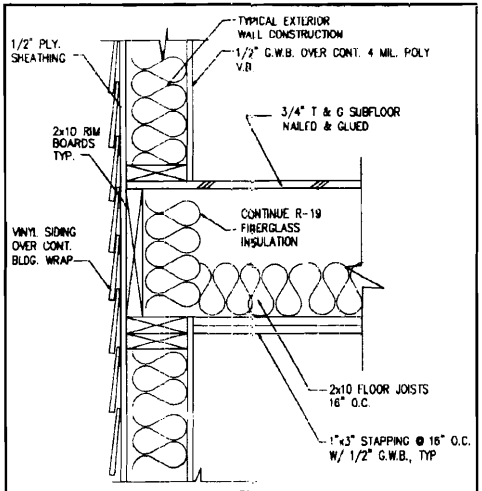 TYPICAL EXTERIOR
WALL CONSTRUCTION
1/2" PLY.
SHEATHING
1/2" G.W.B. OVER CONT. 4 MIL. POLY
V.B.
3/4" T & G SUBFLOOR
NAILED & GLUED
2x10 RIM
BOARDS
TYP.
CONTINUE R-19
FIBERGLASS
INSULATION
VINYL SIDING
OVER CONT.
BLDG. WRAP
2x10 FLOOR JOISTS
16" O.C.
1"x3" STAPPING @ 16" O.C.
W/ 1/2" G.W.B., TYP